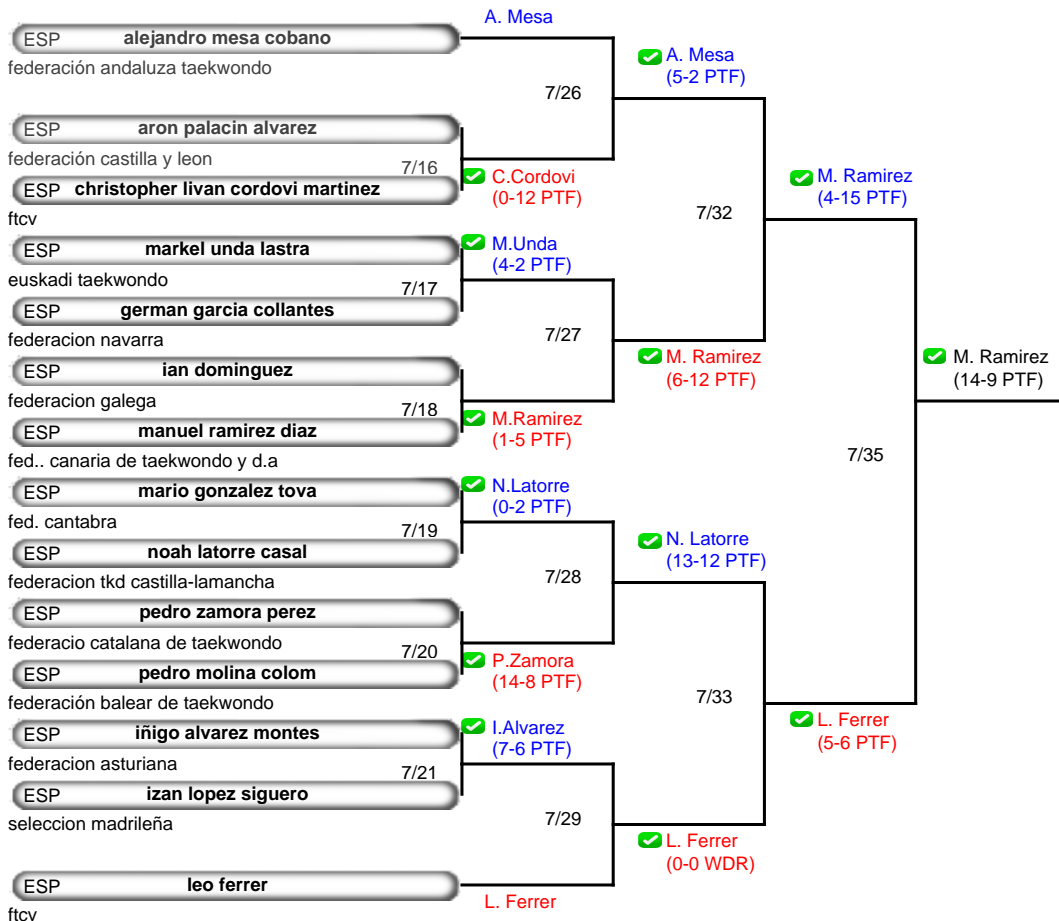 A. Mesa
ESP alejandro mesa cobano
federación andaluza taekwondo
A. Mesa
(5-2 PTF)
7/26
ESP aron palacin alvarez
federación castilla y leon
7/16
ESP christopher livan cordovi martinez
ftcv
C.Cordovi
(0-12 PTF)
M. Ramirez
(4-15 PTF)
7/32
ESP markel unda lastra
euskadi taekwondo
M.Unda
(4-2 PTF)
7/17
ESP german garcia collantes
federacion navarra
7/27
M. Ramirez
(6-12 PTF)
M. Ramirez
(14-9 PTF)
ESP ian dominguez
federacion galega
7/18
ESP manuel ramirez diaz
fed.. canaria de taekwondo y d.a
M.Ramirez
(1-5 PTF)
7/35
ESP mario gonzalez tova
fed. cantabra
N.Latorre
(0-2 PTF)
7/19
ESP noah latorre casal
federacion tkd castilla-lamancha
N. Latorre
(13-12 PTF)
7/28
ESP pedro zamora perez
federacio catalana de taekwondo
7/20
ESP pedro molina colom
federación balear de taekwondo
P.Zamora
(14-8 PTF)
7/33
L. Ferrer
(5-6 PTF)
ESP iñigo alvarez montes
federacion asturiana
I.Alvarez
(7-6 PTF)
7/21
ESP izan lopez siguero
seleccion madrileña
7/29
L. Ferrer
(0-0 WDR)
ESP leo ferrer
ftcv
L. Ferrer